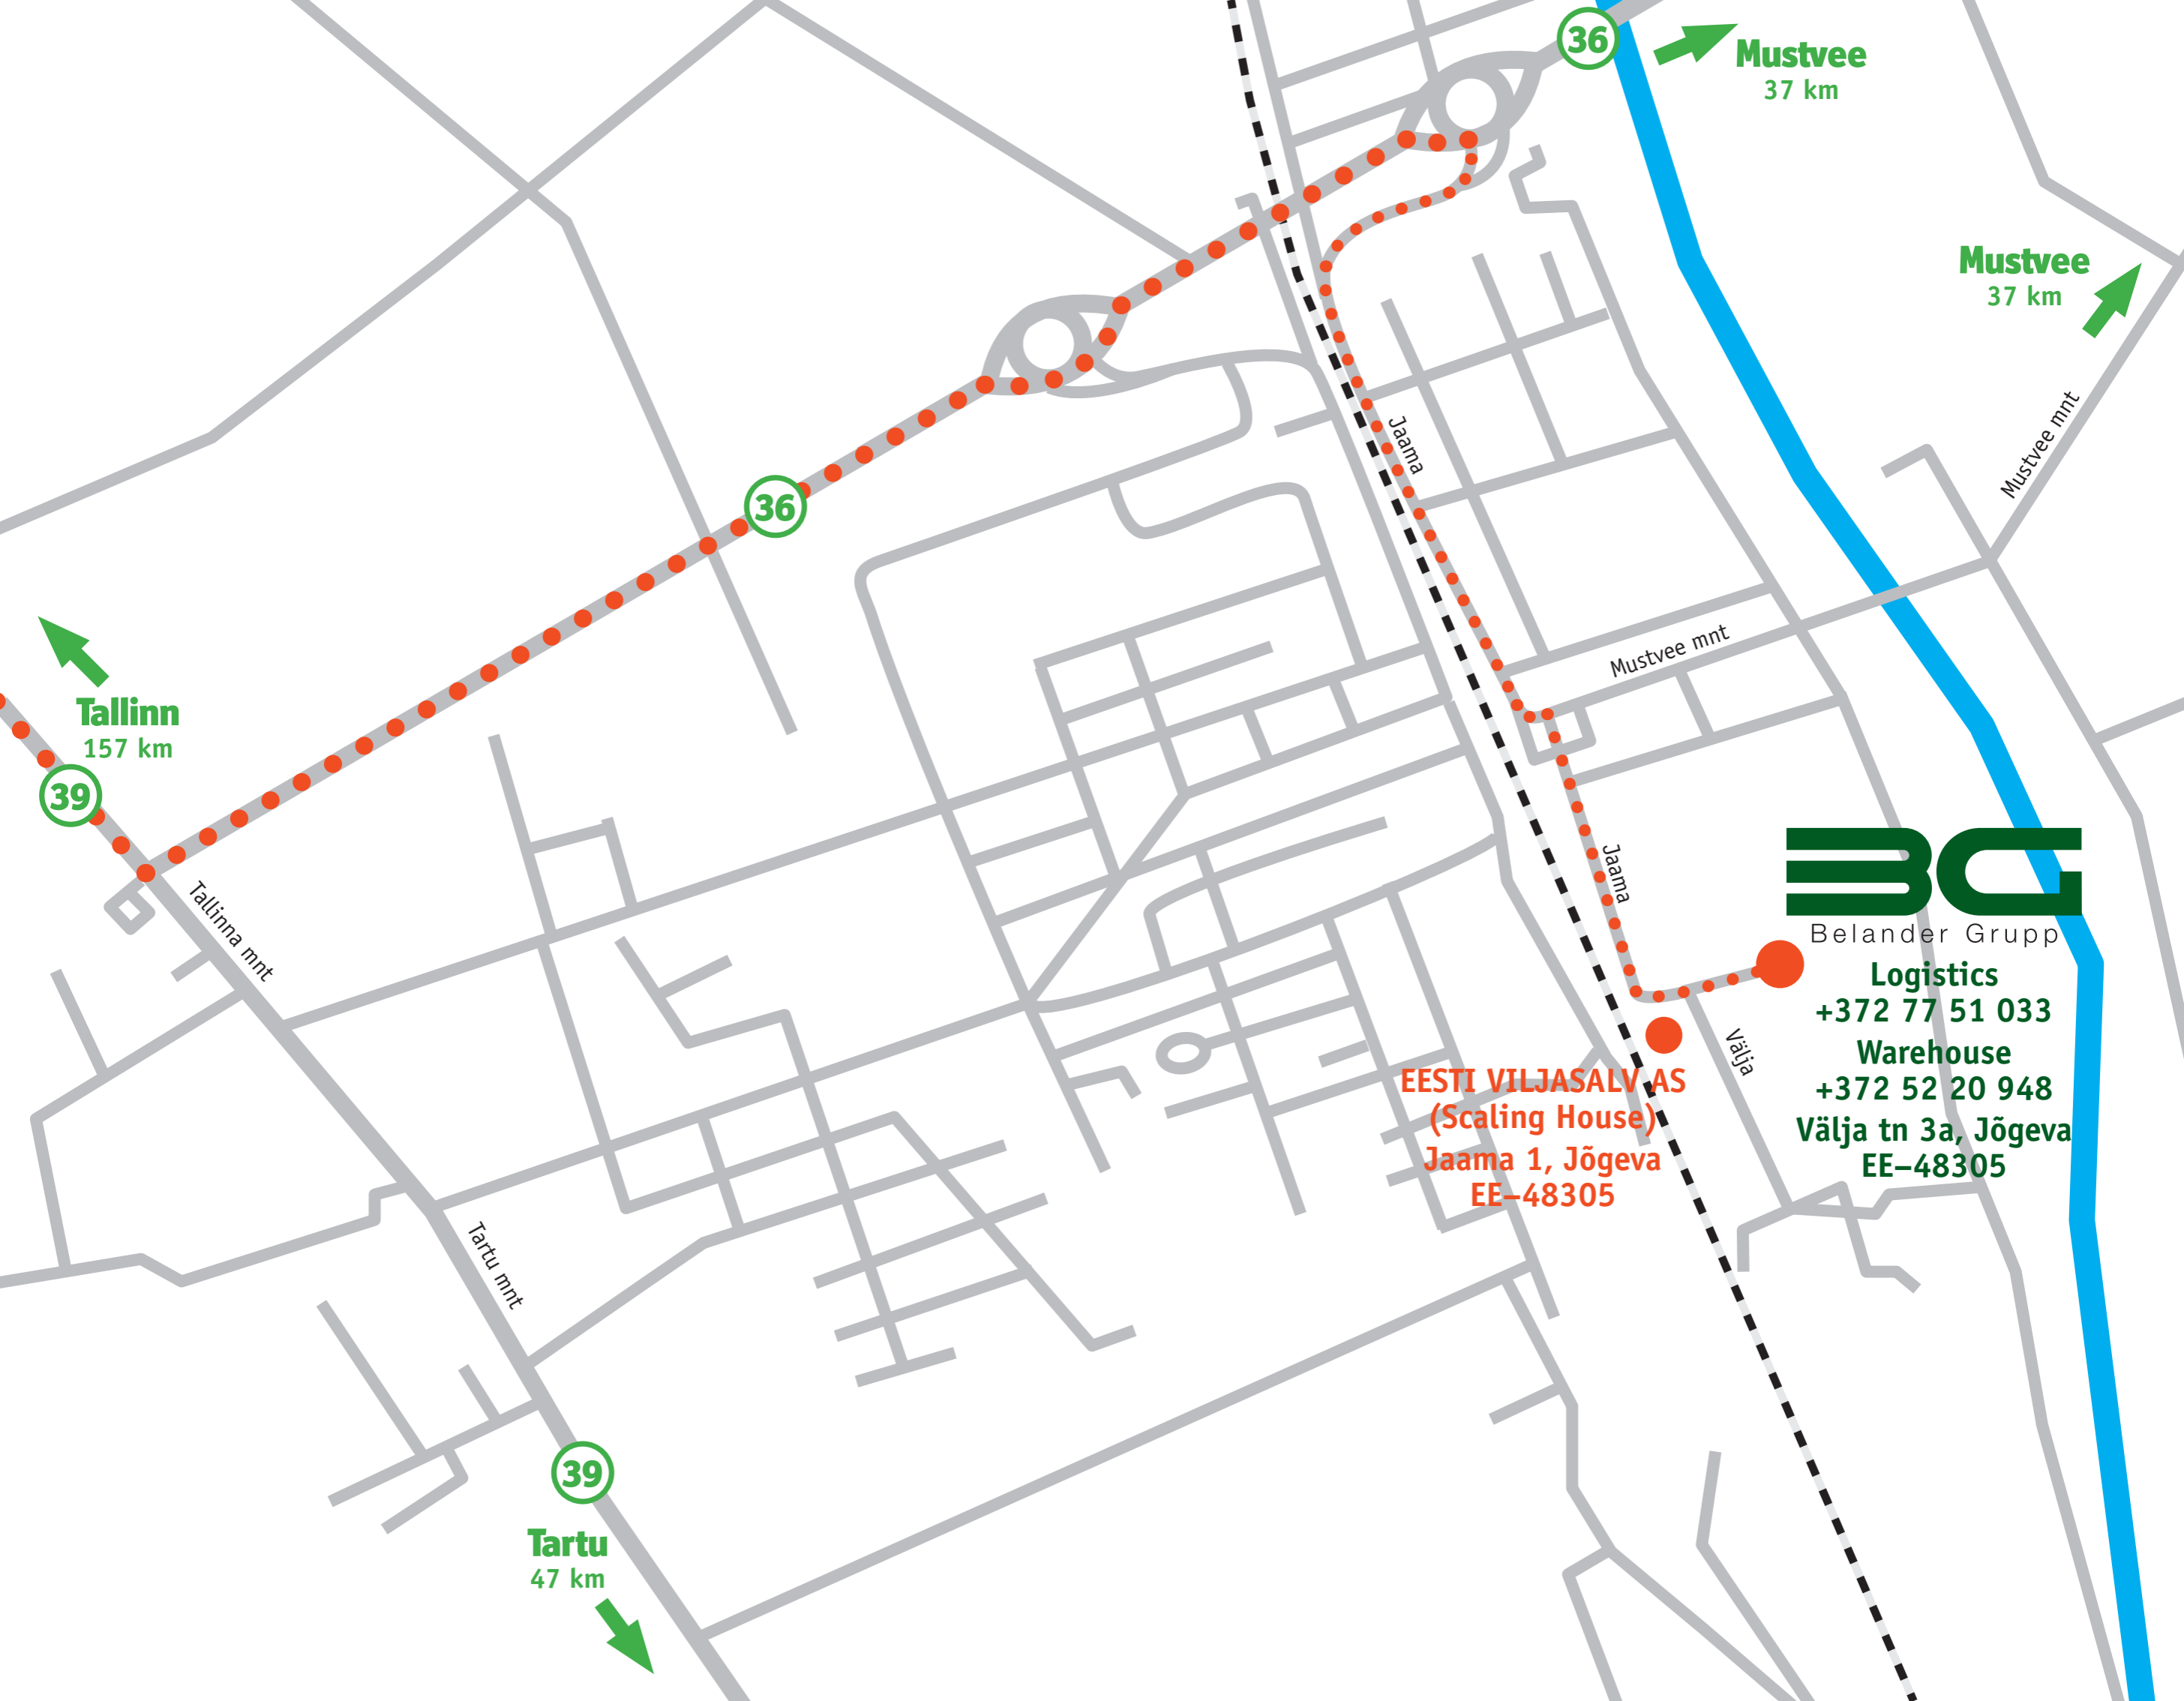 36
Mustvee
37 km
Mustvee
37 km
Mustvee mnt
Jaama
36
Mustvee mnt
Tallinn
157 km
39
Tallinna mnt
Jaama
BG
Belander Grupp
Logistics
+372 77 51 033
Warehouse
+372 52 20 948
Välja tn 3a, Jõgeva
EE–48305
Välja
EESTI VILJASALV AS
(Scaling House)
Jaama 1, Jõgeva
EE–48305
Tartu mnt
39
Tartu
47 km